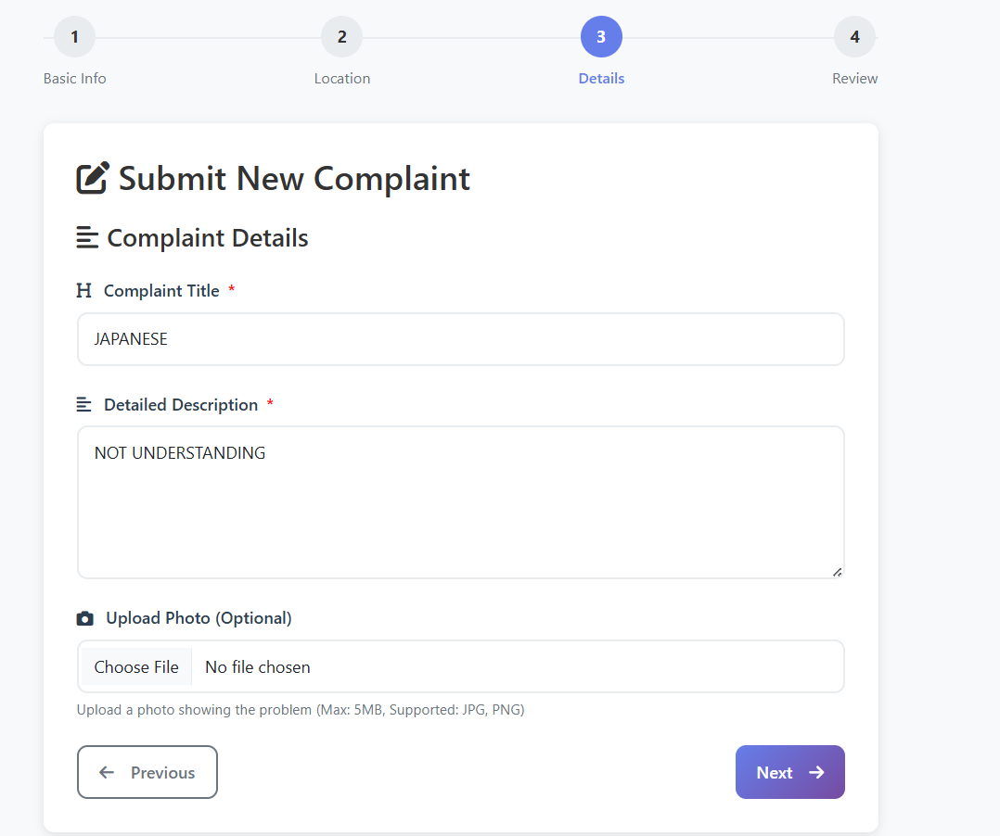 1 2 3 4
Basic Info Location Details Review
Submit New Complaint
Complaint Details
H Complaint Title *
JAPANESE
Detailed Description *
NOT UNDERSTANDING
Upload Photo (Optional)
Choose File No file chosen
Upload a photo showing the problem (Max: 5MB, Supported: JPG, PNG)
Previous Next